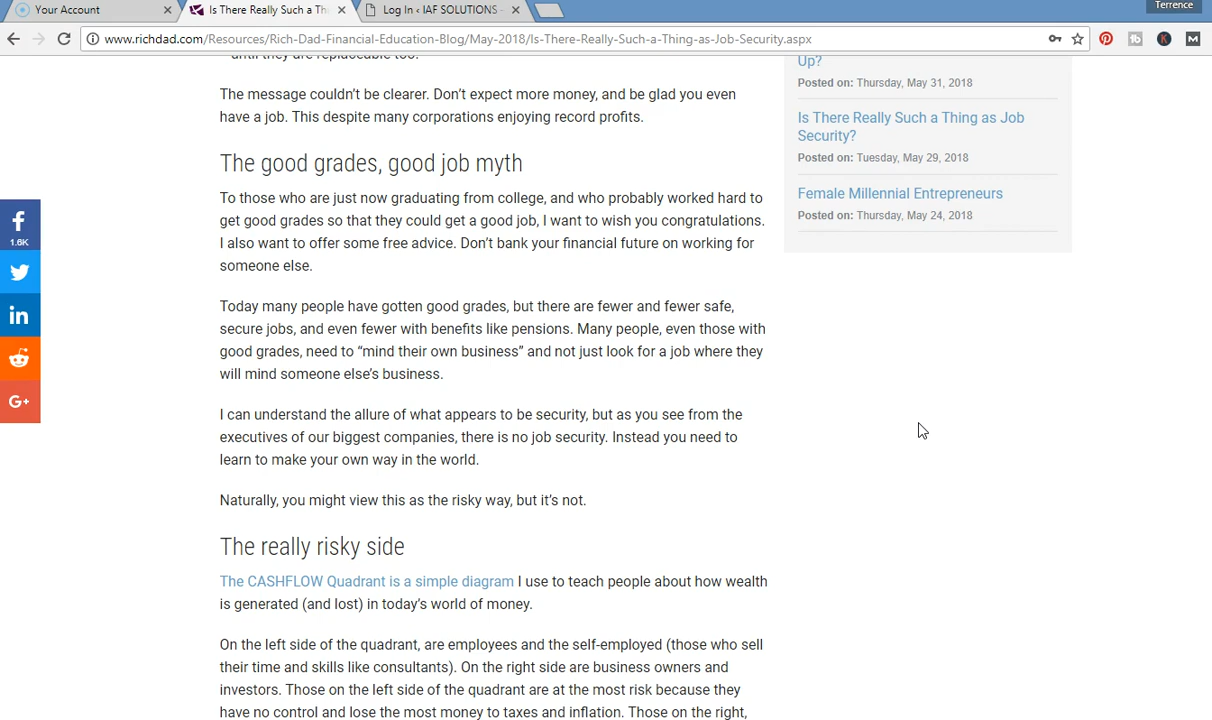 Your Account
Is There Really Such a Thi
Log In ‹ IAF SOLUTIONS -
Terrence
www.richdad.com/Resources/Rich-Dad-Financial-Education-Blog/May-2018/Is-There-Really-Such-a-Thing-as-Job-Security.aspx
until they are replaceable too.
The message couldn’t be clearer. Don’t expect more money, and be glad you even
have a job. This despite many corporations enjoying record profits.
The good grades, good job myth
To those who are just now graduating from college, and who probably worked hard to
get good grades so that they could get a good job, I want to wish you congratulations.
I also want to offer some free advice. Don’t bank your financial future on working for
someone else.
Today many people have gotten good grades, but there are fewer and fewer safe,
secure jobs, and even fewer with benefits like pensions. Many people, even those with
good grades, need to “mind their own business” and not just look for a job where they
will mind someone else’s business.
I can understand the allure of what appears to be security, but as you see from the
executives of our biggest companies, there is no job security. Instead you need to
learn to make your own way in the world.
Naturally, you might view this as the risky way, but it’s not.
The really risky side
The CASHFLOW Quadrant is a simple diagram I use to teach people about how wealth
is generated (and lost) in today’s world of money.
On the left side of the quadrant, are employees and the self-employed (those who sell
their time and skills like consultants). On the right side are business owners and
investors. Those on the left side of the quadrant are at the most risk because they
have no control and lose the most money to taxes and inflation. Those on the right,
Up?
Posted on: Thursday, May 31, 2018
Is There Really Such a Thing as Job
Security?
Posted on: Tuesday, May 29, 2018
Female Millennial Entrepreneurs
Posted on: Thursday, May 24, 2018
1.6K
in
G+